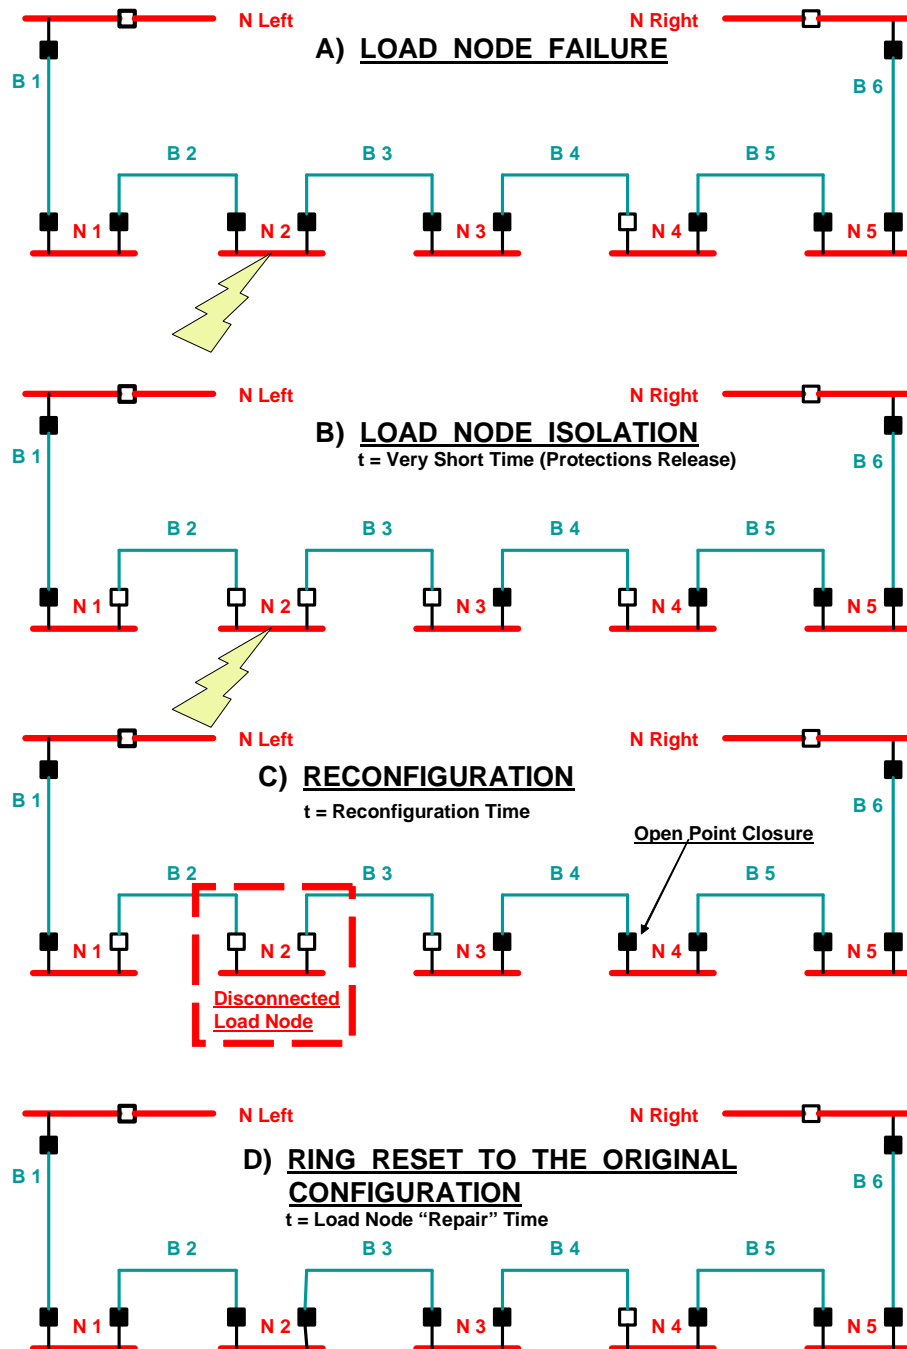 N Left
N Right
A) LOAD NODE FAILURE
B 1
B 6
B 2
B 3
B 4
B 5
N 1
N 2
N 3
N 4
N 5
N Left
N Right
B) LOAD NODE ISOLATION
t = Very Short Time (Protections Release)
B 1
B 6
B 2
B 3
B 4
B 5
N 1
N 2
N 3
N 4
N 5
N Left
N Right
C) RECONFIGURATION
t = Reconfiguration Time
B 1
B 6
Open Point Closure
B 2
B 3
B 4
B 5
N 1
N 2
N 3
N 4
N 5
Disconnected
Load Node
N Left
N Right
D) RING RESET TO THE ORIGINAL
CONFIGURATION
t = Load Node “Repair” Time
B 1
B 6
B 2
B 3
B 4
B 5
N 1
N 2
N 3
N 4
N 5